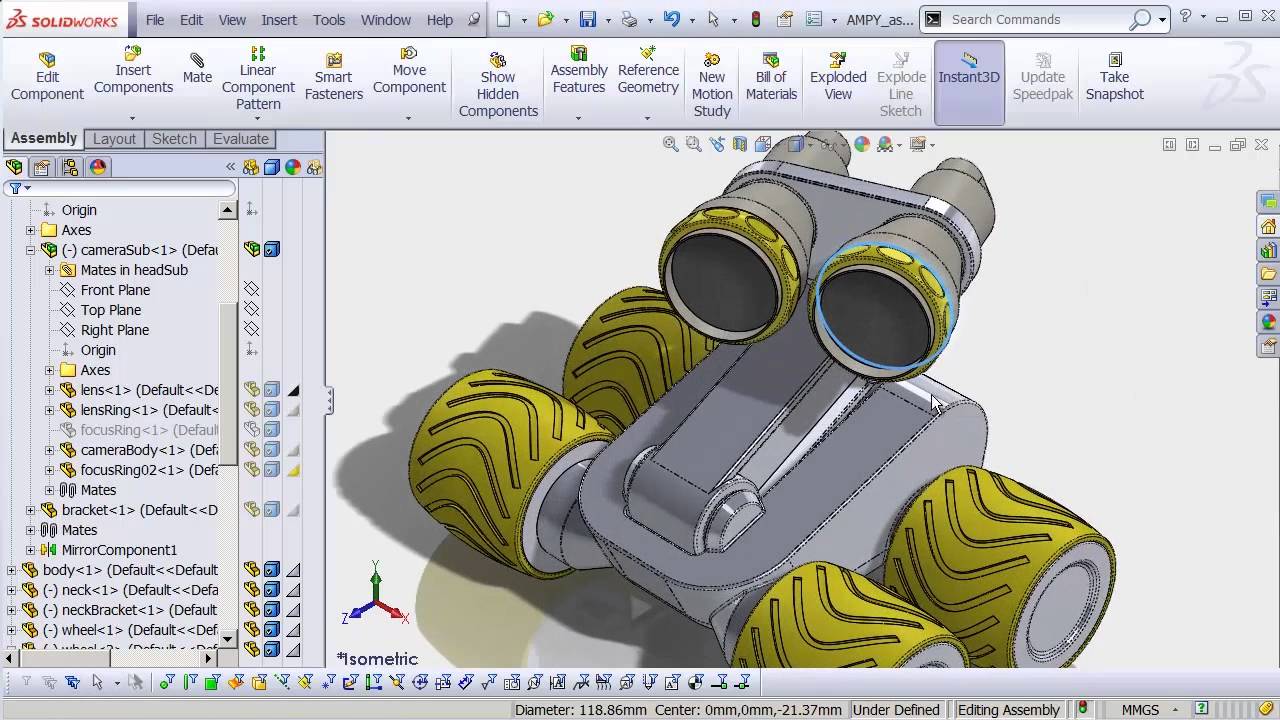 SOLIDWORKS File Edit View Insert Tools Window Help AMPY_as... Search Commands
Edit Component
Insert Components
Mate
Linear Component Pattern
Smart Fasteners
Move Component
Show Hidden Components
Assembly Features
Reference Geometry
New Motion Study
Bill of Materials
Exploded View
Explode Line Sketch
Instant3D
Update Speedpak
Take Snapshot
Assembly Layout Sketch Evaluate
Origin
Axes
(-) cameraSub<1> (Defau
Mates in headSub
Front Plane
Top Plane
Right Plane
Origin
Axes
lens<1> (Default<<De
lensRing<1> (Default<
focusRing<1> (Default
cameraBody<1> (Defau
focusRing02<1> (Defa
Mates
bracket<1> (Default<<D
Mates
MirrorComponent1
body<1> (Default<<Default
(-) neck<1> (Default<<Def
(-) neckBracket<1> (Default
(-) wheel<1> (Default<<Def
Y
Z X
*Isometric
Diameter: 118.86mm Center: 0mm,0mm,-21.37mm Under Defined Editing Assembly MMGS